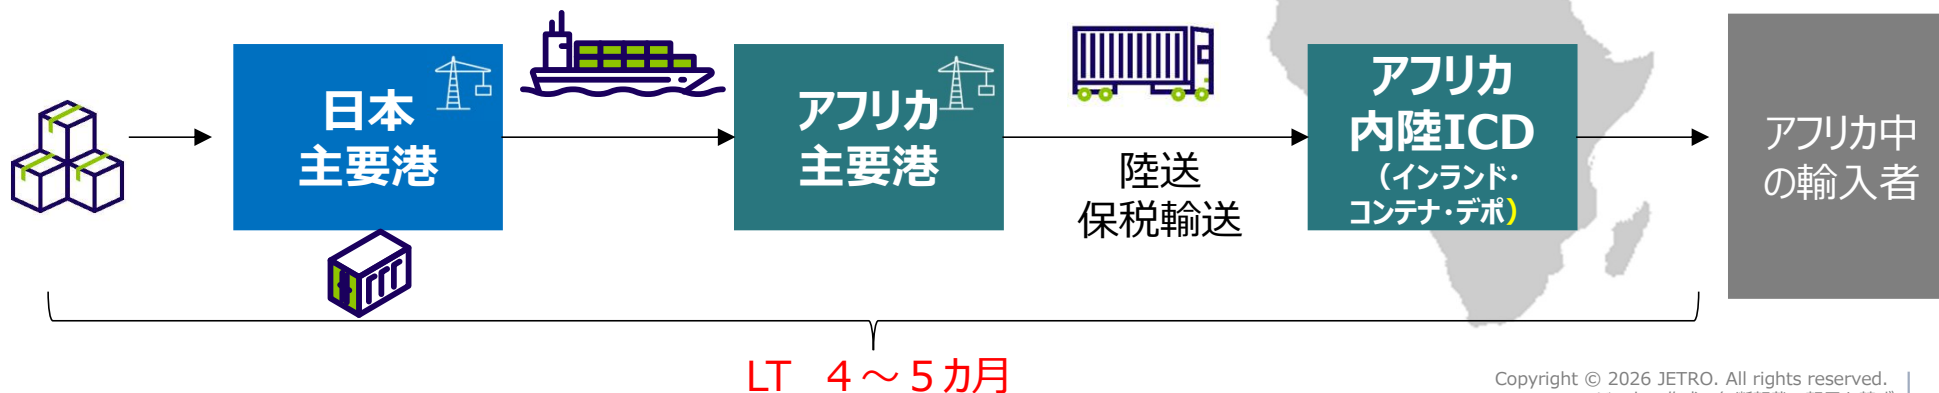 日本
主要港
アフリカ
主要港
陸送
保税輸送
アフリカ
内陸ICD
（インランド・
コンテナ・デポ）
アフリカ中
の輸入者
LT　４～５カ月
Copyright © 2026 JETRO. All rights reserved.